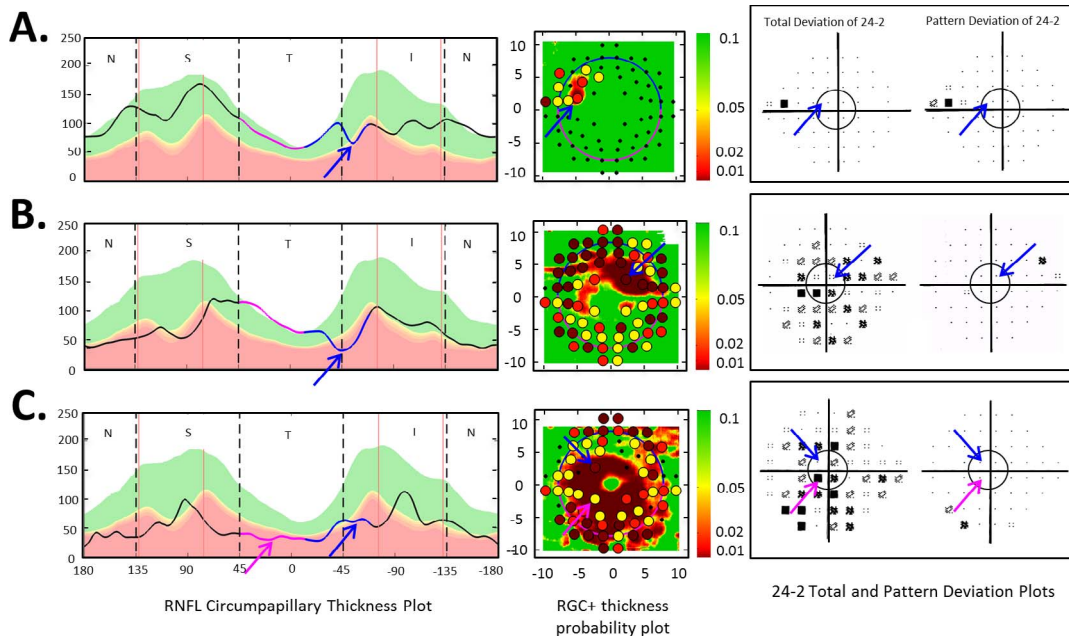 A.
250
200
150
100
50
0
N
S
T
I
N
10
5
0
-5
-10
0.1
0.05
0.02
0.01
Total Deviation of 24-2
Pattern Deviation of 24-2
B.
250
200
150
100
50
0
N
S
T
I
N
10
5
0
-5
-10
0.1
0.05
0.02
0.01
C.
250
200
150
100
50
0
N
S
T
I
N
180 135 90 45 0 -45 -90 -135 -180
10
5
0
-5
-10
-10 -5 0 5 10
0.1
0.05
0.02
0.01
RNFL Circumpapillary Thickness Plot
RGC+ thickness
probability plot
24-2 Total and Pattern Deviation Plots